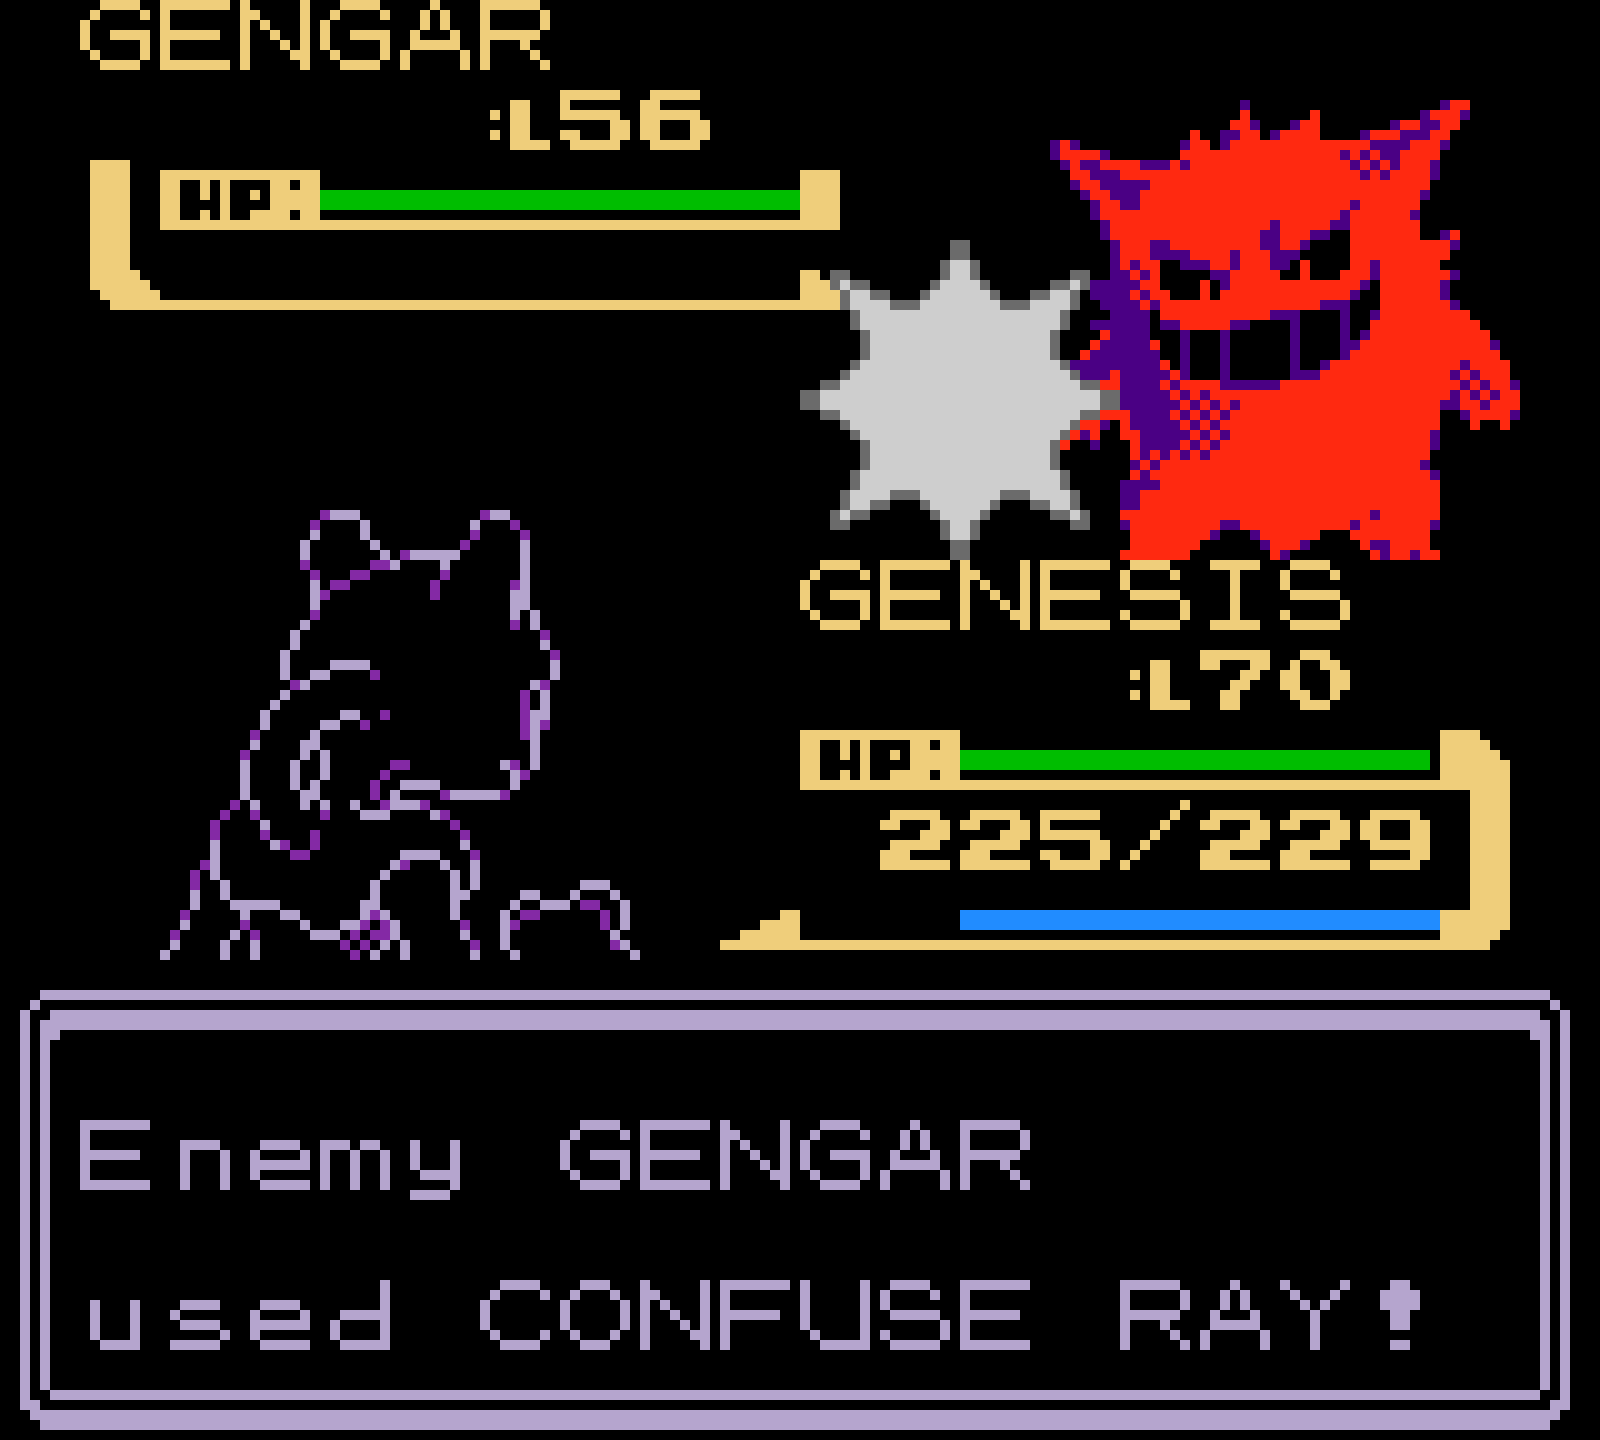 GENGAR
:L56
HP:
GENESIS
:L70
HP:
225/229
Enemy GENGAR
used CONFUSE RAY!